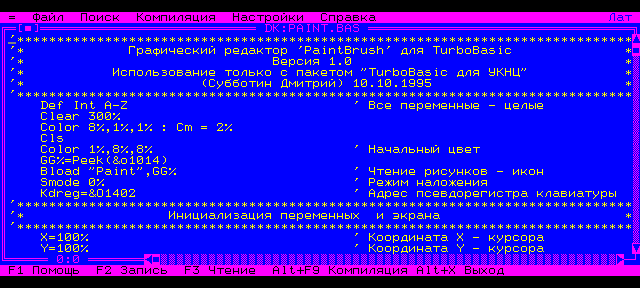 ≡ Файл Поиск Компиляция Настройки Справка Лат
[■] DK:PAINT.BAS
'*******************************************************************************
'* Графический редактор 'PaintBrush' для TurboBasic *
'* Версия 1.0 *
'* Использование только с пакетом "TurboBasic для УКНЦ" *
'* (Субботин Дмитрий) 10.10.1995 *
'*******************************************************************************
Def Int A-Z ' Все переменные - целые
Clear 300%
Color 8%,1%,1% : Cm = 2%
Cls
Color 1%,8%,8% ' Начальный цвет
GG%=Peek(&o1014)
Bload "Paint",GG% ' Чтение рисунков - икон
Smode 0% ' Режим наложения
Kdreg=&O1402 ' Адрес псевдорегистра клавиатуры
'*******************************************************************************
'* Инициализация переменных и экрана *
'*******************************************************************************
X=100% ' Координата X - курсора
Y=100% ' Координата Y - курсора
0:0
F1 Помощь F2 Запись F3 Чтение Alt+F9 Компиляция Alt+X Выход